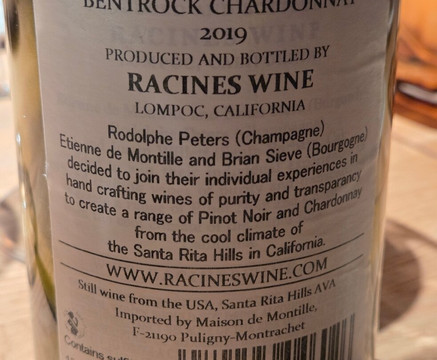 BENTROCK CHARDONNAY
2019
PRODUCED AND BOTTLED BY
RACINES WINE
LOMPOC, CALIFORNIA
Rodolphe Peters (Champagne)
Etienne de Montille and Brian Sieve (Bourgogne)
decided to join their individual experiences in
hand crafting wines of purity and transparency
to create a range of Pinot Noir and Chardonnay
from the cool climate of
the Santa Rita Hills in California.
WWW.RACINESWINE.COM
Still wine from the USA, Santa Rita Hills AVA
Imported by Maison de Montille,
F-21190 Puligny-Montrachet
Contains